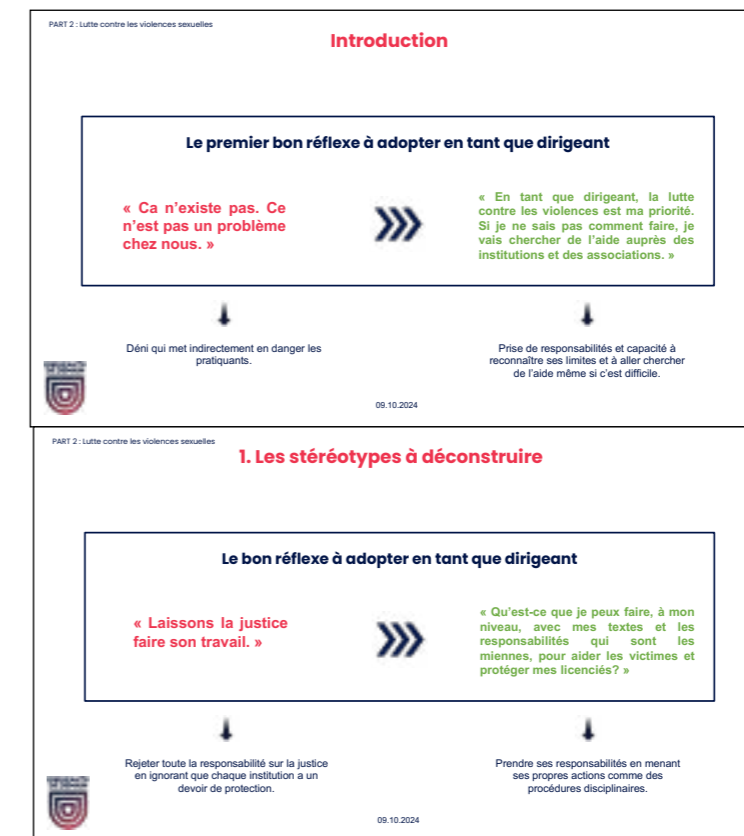 PART 2 : Lutte contre les violences sexuelles
Introduction
Le premier bon réflexe à adopter en tant que dirigeant
« Ca n'existe pas. Ce
n'est pas un problème
chez nous. »
« En tant que dirigeant, la lutte
contre les violences est ma priorité.
Si je ne sais pas comment faire, je
vais chercher de l'aide auprès des
institutions et des associations. »
Déni qui met indirectement en danger les
pratiquants.
Prise de responsabilités et capacité à
reconnaître ses limites et à aller chercher
de l'aide même si c'est difficile.
09.10.2024
PART 2 : Lutte contre les violences sexuelles
1. Les stéréotypes à déconstruire
Le bon réflexe à adopter en tant que dirigeant
« Laissons la justice
faire son travail. »
« Qu'est-ce que je peux faire, à mon
niveau, avec mes textes et les
responsabilités qui sont les
miennes, pour aider les victimes et
protéger mes licenciés? »
Rejeter toute la responsabilité sur la justice
en ignorant que chaque institution a un
devoir de protection.
Prendre ses responsabilités en menant
ses propres actions comme des
procédures disciplinaires.
09.10.2024